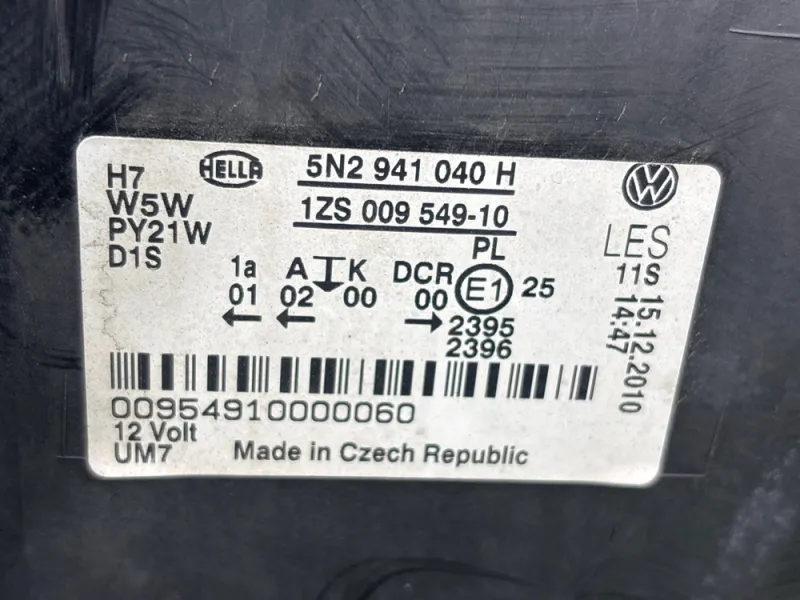 H7
W5W
PY21W
D1S
HELLA
5N2 941 040 H
1ZS 009 549-10
PL
1a A K DCR E1 25
01 02 00 00
2395
2396
LES
11S 15.12.2010
14:47
00954910000060
12 Volt
UM7 Made in Czech Republic